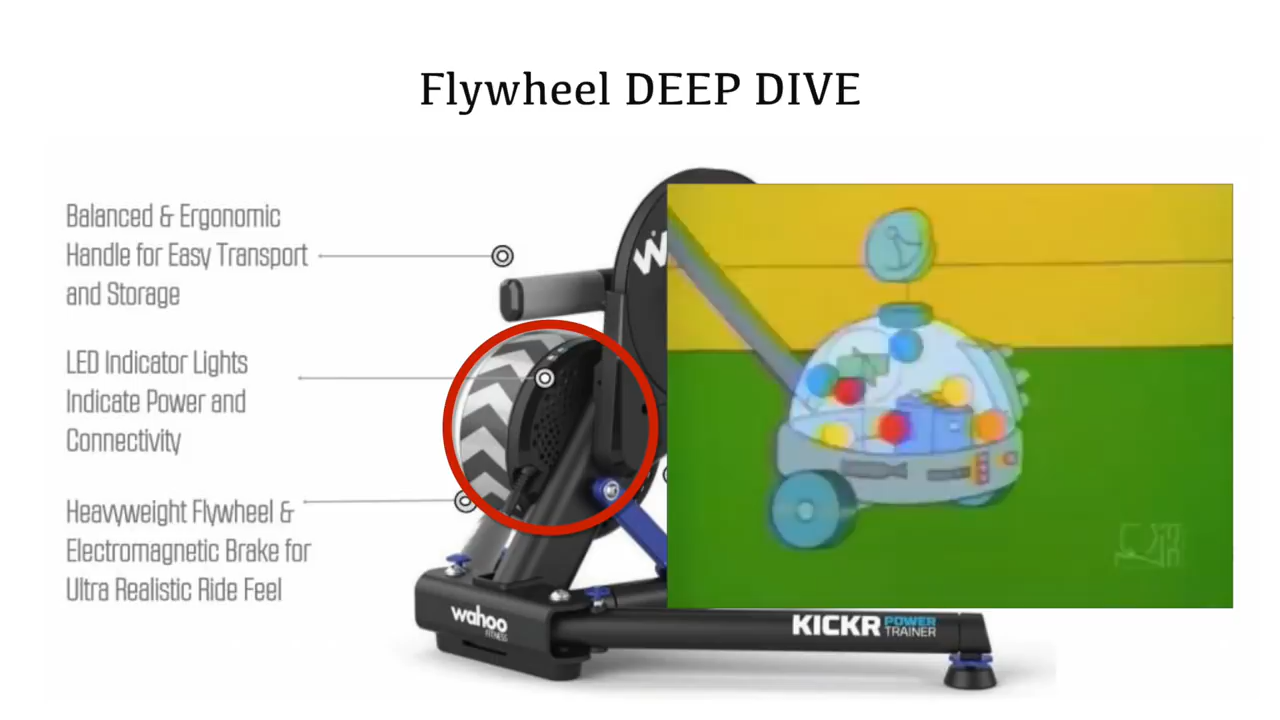 Flywheel DEEP DIVE
Balanced & Ergonomic
Handle for Easy Transport
and Storage
LED Indicator Lights
Indicate Power and
Connectivity
Heavyweight Flywheel &
Electromagnetic Brake for
Ultra Realistic Ride Feel
wahoo
FITNESS
KICKR POWER
TRAINER